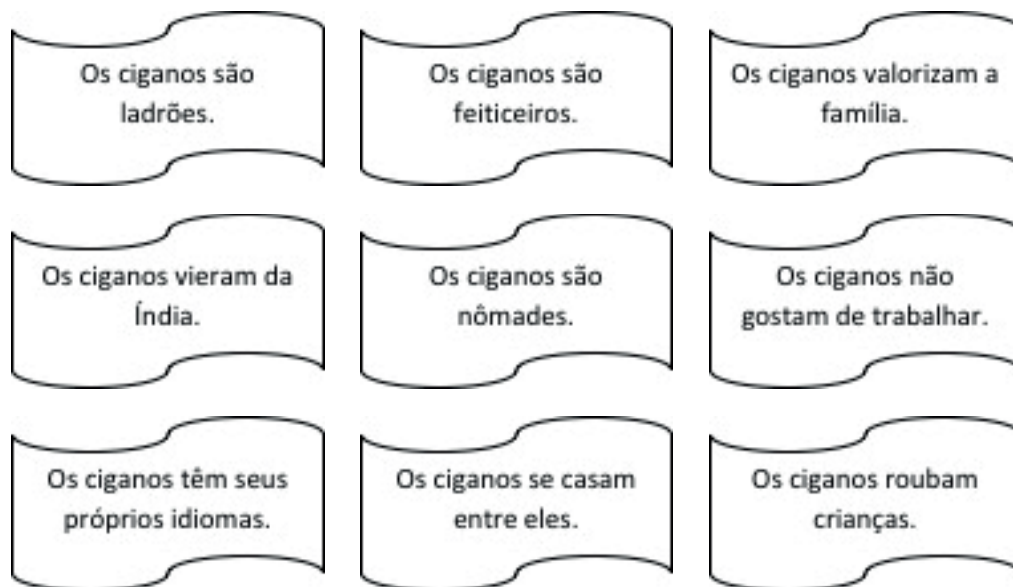 Os ciganos são
ladrões.
Os ciganos são
feiticeiros.
Os ciganos valorizam a
família.
Os ciganos vieram da
Índia.
Os ciganos são
nômades.
Os ciganos não
gostam de trabalhar.
Os ciganos têm seus
próprios idiomas.
Os ciganos se casam
entre eles.
Os ciganos roubam
crianças.